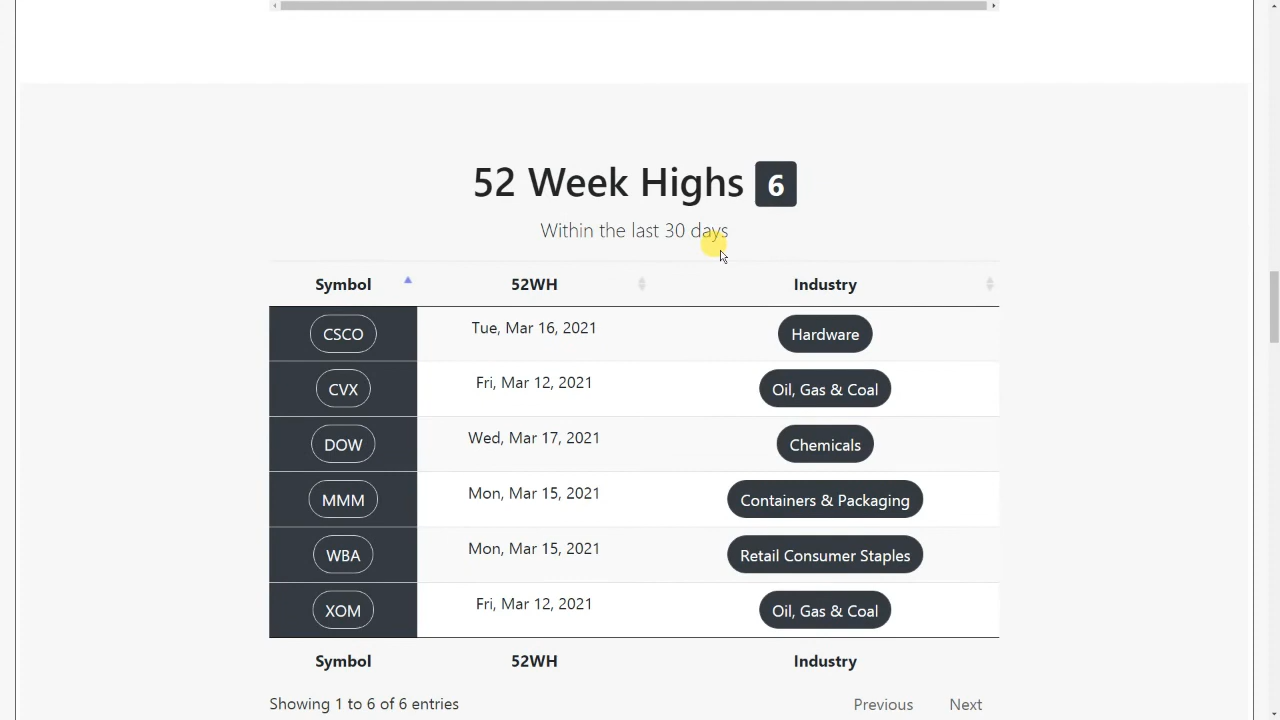 52 Week Highs 6
Within the last 30 days
Symbol 52WH Industry
CSCO Tue, Mar 16, 2021 Hardware
CVX Fri, Mar 12, 2021 Oil, Gas & Coal
DOW Wed, Mar 17, 2021 Chemicals
MMM Mon, Mar 15, 2021 Containers & Packaging
WBA Mon, Mar 15, 2021 Retail Consumer Staples
XOM Fri, Mar 12, 2021 Oil, Gas & Coal
Symbol 52WH Industry
Showing 1 to 6 of 6 entries Previous Next